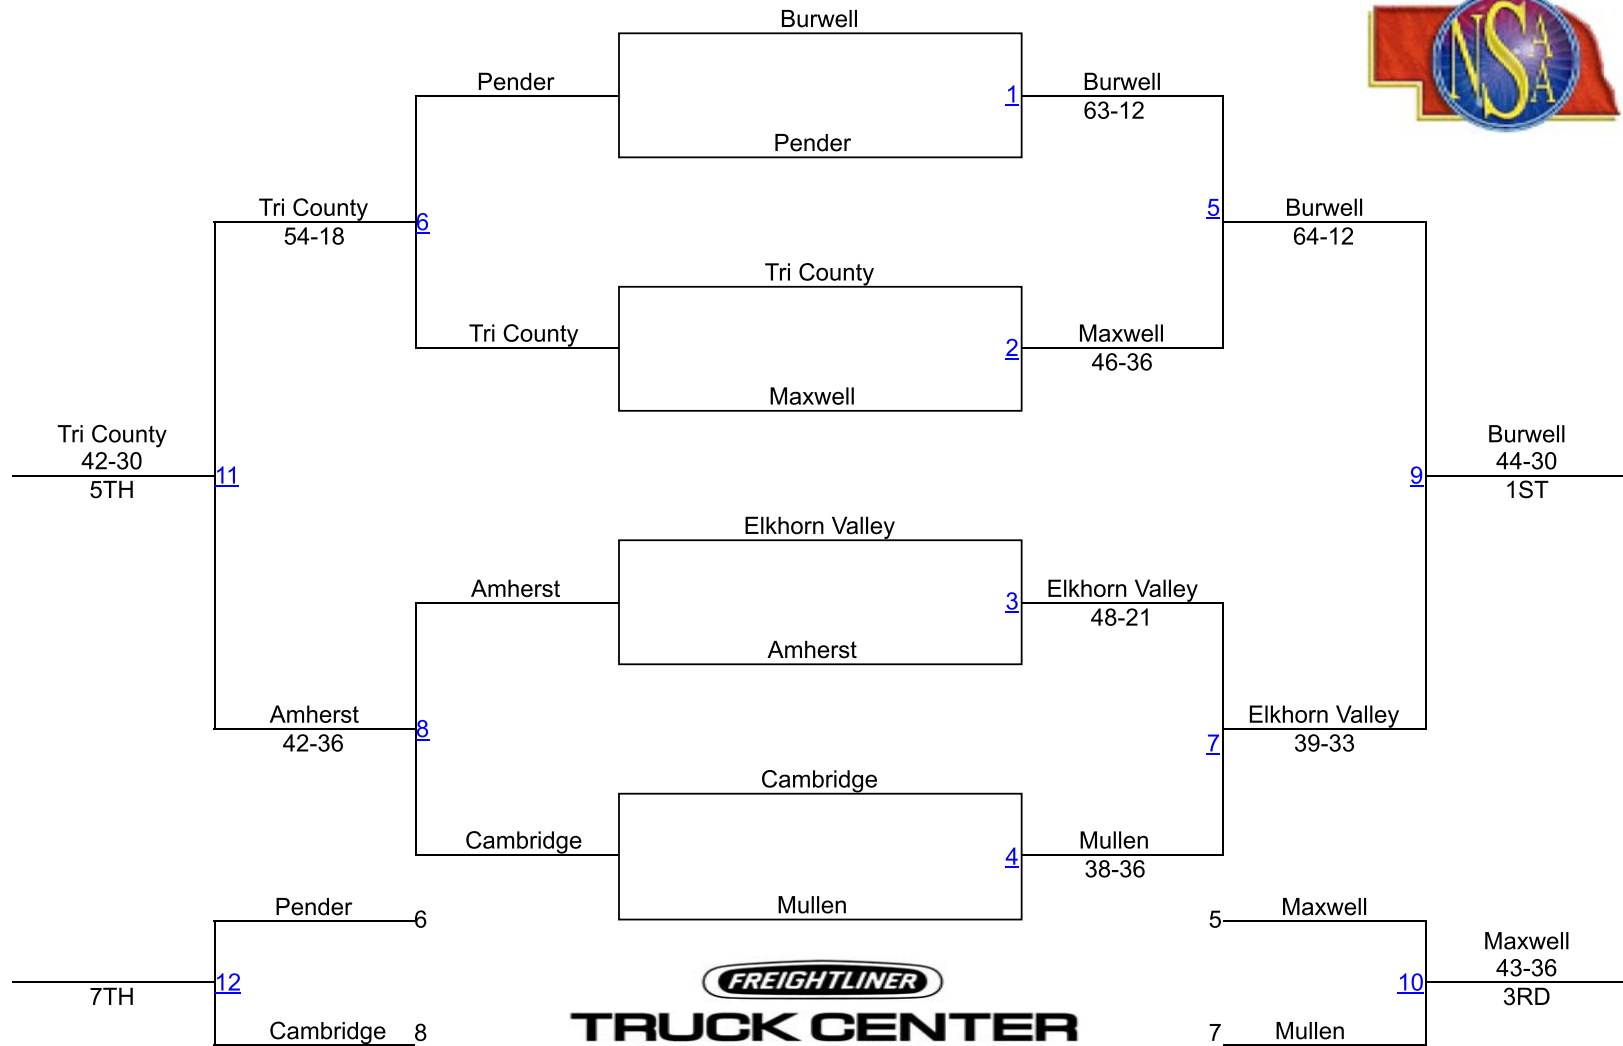 Burwell
NSAA
Pender
1
Burwell
63-12
Pender
Tri County
54-18
6
5
Burwell
64-12
Tri County
Tri County
2
Maxwell
46-36
Maxwell
Tri County
42-30
5TH
11
9
Burwell
44-30
1ST
Elkhorn Valley
Amherst
3
Elkhorn Valley
48-21
Amherst
Amherst
42-36
8
7
Elkhorn Valley
39-33
Cambridge
Cambridge
4
Mullen
38-36
Mullen
Pender
6
5
Maxwell
12
7TH
Cambridge
8
7
Mullen
10
Maxwell
43-36
3RD
FREIGHTLINER
TRUCK CENTER